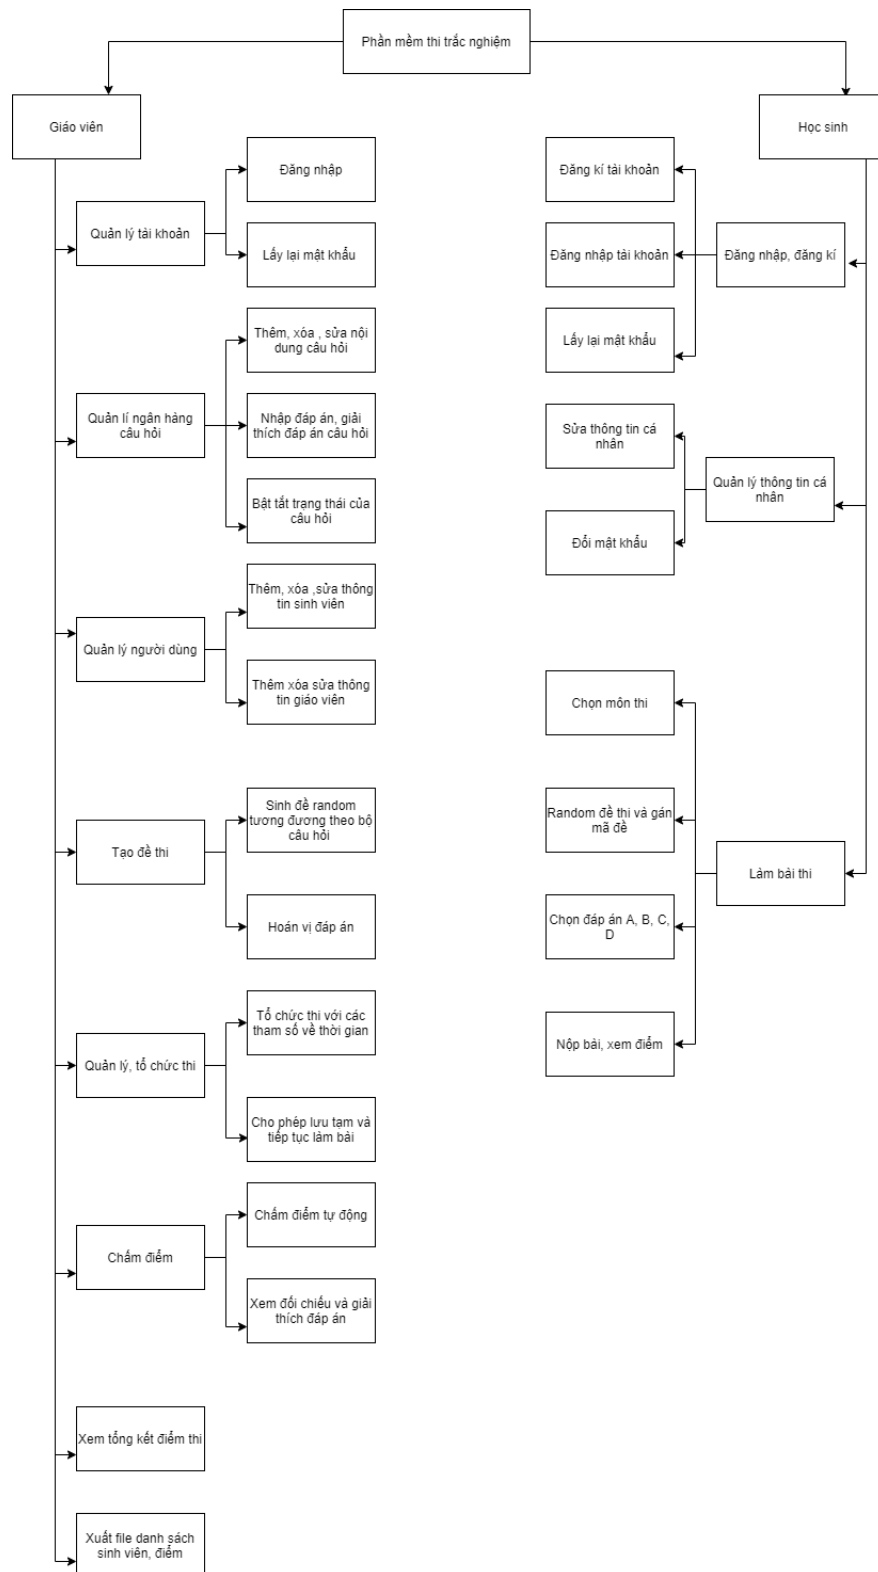 Phần mềm thi trắc nghiệm
Giáo viên
Học sinh
Quản lý tài khoản
Đăng nhập
Lấy lại mật khẩu
Quản lí ngân hàng
câu hỏi
Thêm, xóa , sửa nội
dung câu hỏi
Nhập đáp án, giải
thích đáp án câu hỏi
Bật tắt trạng thái của
câu hỏi
Quản lý người dùng
Thêm, xóa ,sửa thông
tin sinh viên
Thêm xóa sửa thông
tin giáo viên
Tạo đề thi
Sinh đề random
tương đương theo bộ
câu hỏi
Hoán vị đáp án
Quản lý, tổ chức thi
Tổ chức thi với các
tham số về thời gian
Cho phép lưu tạm và
tiếp tục làm bài
Chấm điểm
Chấm điểm tự động
Xem đối chiếu và giải
thích đáp án
Xem tổng kết điểm thi
Xuất file danh sách
sinh viên, điểm
Đăng nhập, đăng kí
Đăng kí tài khoản
Đăng nhập tài khoản
Lấy lại mật khẩu
Quản lý thông tin cá
nhân
Sửa thông tin cá
nhân
Đổi mật khẩu
Làm bài thi
Chọn môn thi
Random đề thi và gán
mã đề
Chọn đáp án A, B, C,
D
Nộp bài, xem điểm